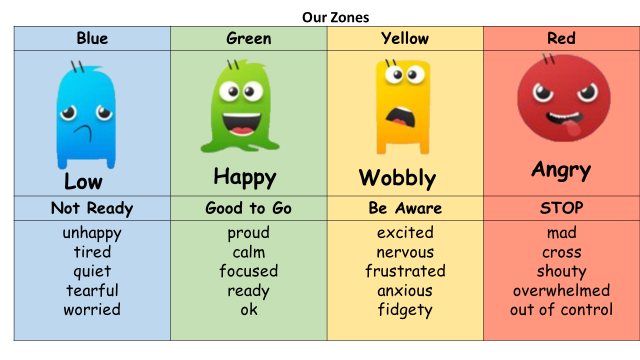 Our Zones
Blue Green Yellow Red
Low Happy Wobbly Angry
Not Ready Good to Go Be Aware STOP
unhappy proud excited mad
tired calm nervous cross
quiet focused frustrated shouty
tearful ready anxious overwhelmed
worried ok fidgety out of control